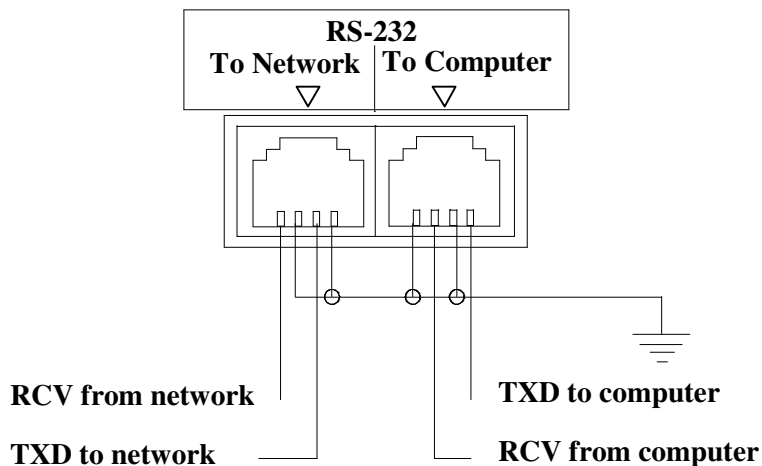 RS-232
To Network
To Computer
RCV from network
TXD to computer
TXD to network
RCV from computer